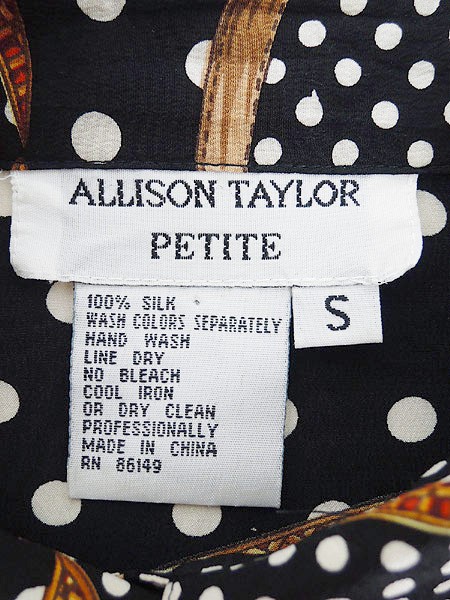 ALLISON TAYLOR
PETITE
S
100% SILK
WASH COLORS SEPARATELY
HAND WASH
LINE DRY
NO BLEACH
COOL IRON
OR DRY CLEAN
PROFESSIONALLY
MADE IN CHINA
RN 86149